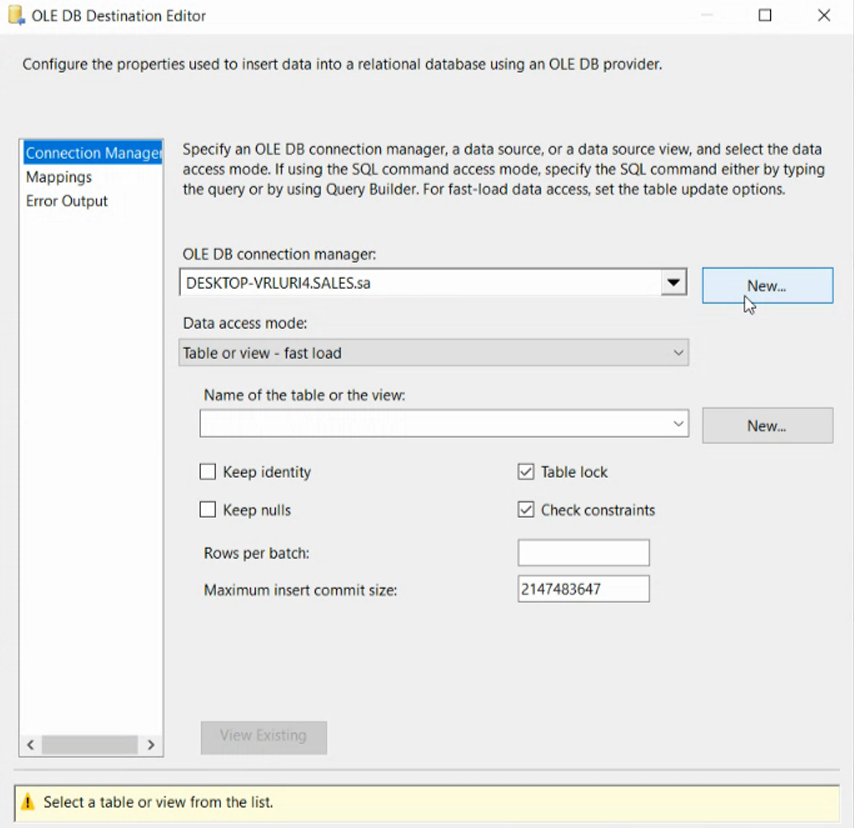 OLE DB Destination Editor
Configure the properties used to insert data into a relational database using an OLE DB provider.
Connection Manager
Mappings
Error Output
Specify an OLE DB connection manager, a data source, or a data source view, and select the data
access mode. If using the SQL command access mode, specify the SQL command either by typing
the query or by using Query Builder. For fast-load data access, set the table update options.
OLE DB connection manager:
DESKTOP-VRLURI4.SALES.sa
New...
Data access mode:
Table or view - fast load
Name of the table or the view:
New...
Keep identity
Table lock
Keep nulls
Check constraints
Rows per batch:
Maximum insert commit size:
2147483647
View Existing
Select a table or view from the list.